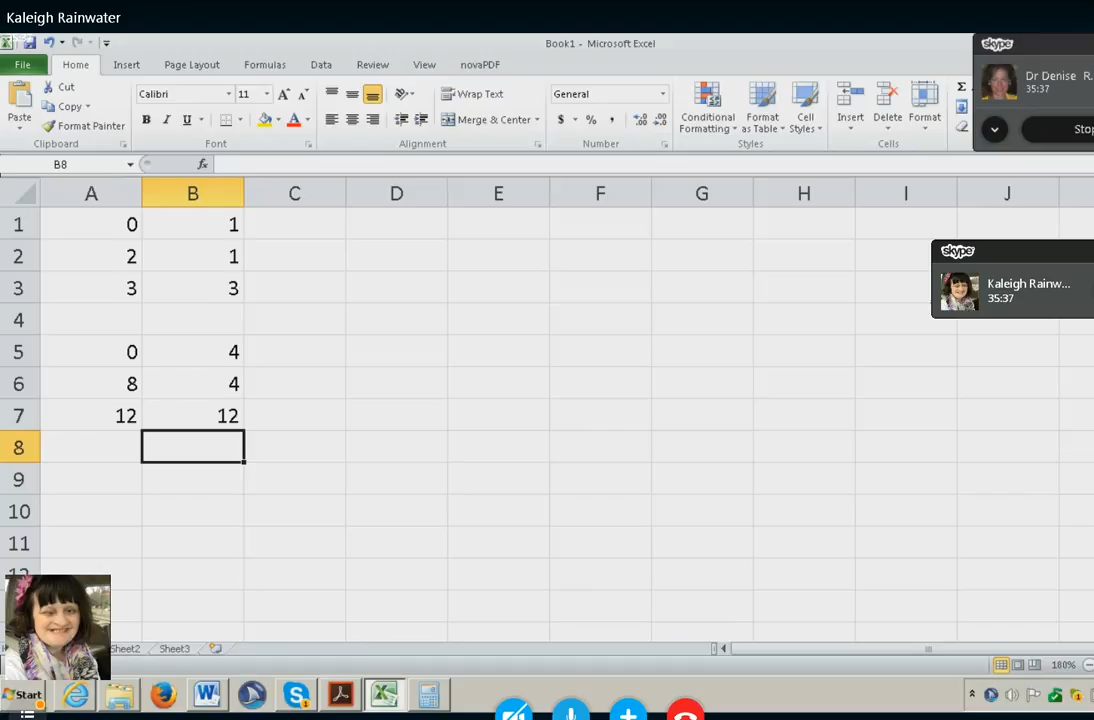 Kaleigh Rainwater
Book1 - Microsoft Excel
skype
Dr Denise R.
35:37
Stop
File Home Insert Page Layout Formulas Data Review View novaPDF
Paste
Cut
Copy
Format Painter
Clipboard
Calibri 11
B I U A
Font
Wrap Text
Merge & Center
Alignment
General
$ % ,
Number
Conditional Formatting
Format as Table
Cell Styles
Styles
Insert Delete Format
Cells
Σ
B8 fx
A B C D E F G H I J
1 0 1
2 2 1
3 3 3
4
5 0 4
6 8 4
7 12 12
8
9
10
11
skype
Kaleigh Rainw...
35:37
Sheet2 Sheet3
180%
Start